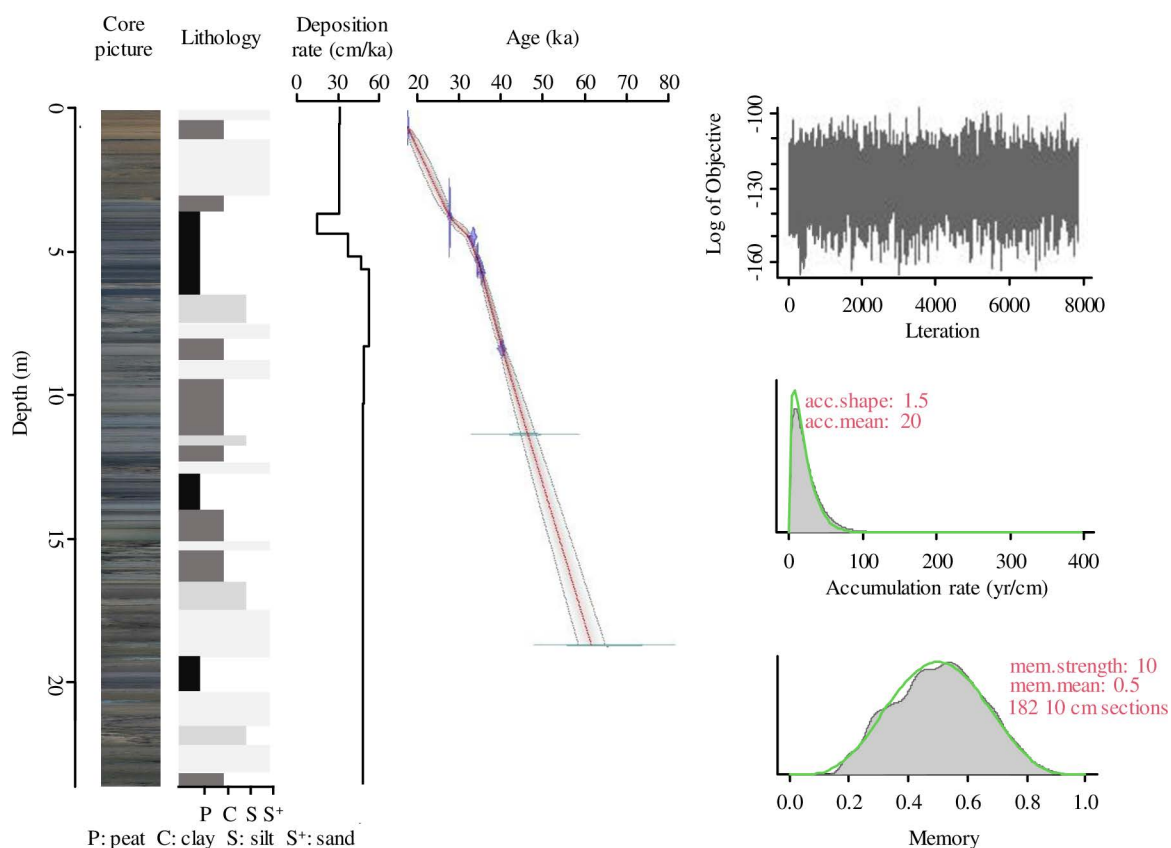 Core
picture
Lithology
Deposition
rate (cm/ka)
Age (ka)
0 30 60
20 30 40 50 60 70 80
Depth (m)
0
5
10
15
20
P C S S⁺
P: peat C: clay S: silt S⁺: sand
Log of Objective
-100
-130
-160
0 2000 4000 6000 8000
Lteration
acc.shape: 1.5
acc.mean: 20
0 100 200 300 400
Accumulation rate (yr/cm)
mem.strength: 10
mem.mean: 0.5
182 10 cm sections
0.0 0.2 0.4 0.6 0.8 1.0
Memory